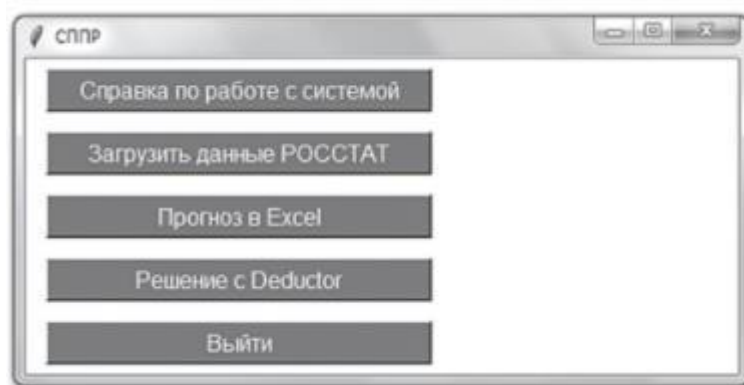 СППР
Справка по работе с системой
Загрузить данные РОССТАТ
Прогноз в Excel
Решение с Deductor
Выйти